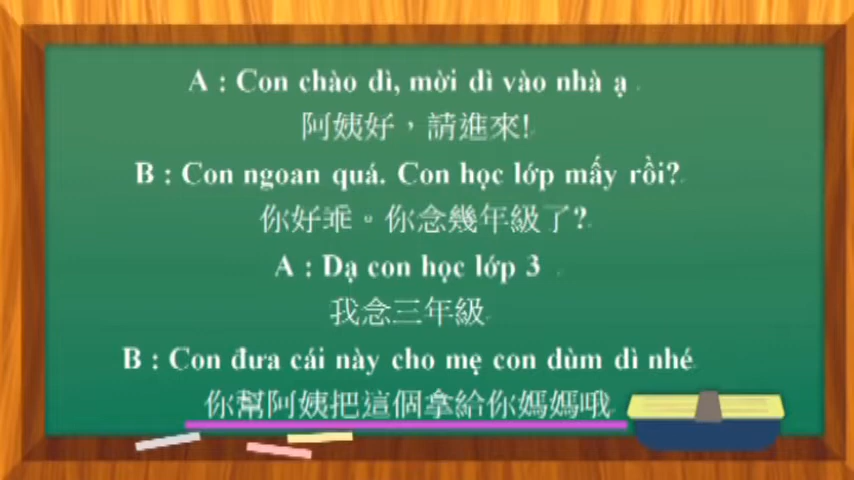 A : Con chào dì, mời dì vào nhà ạ
阿姨好，請進來!
B : Con ngoan quá. Con học lớp mấy rồi?
你好乖。你念幾年級了?
A : Dạ con học lớp 3
我念三年級
B : Con đưa cái này cho mẹ con dùm dì nhé
你幫阿姨把這個拿給你媽媽哦